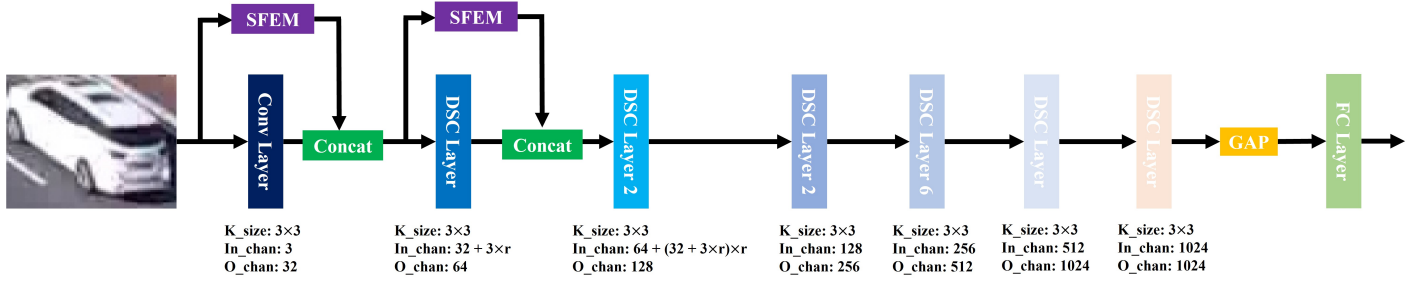 SFEM
SFEM
Conv Layer
Concat
DSC Layer
Concat
DSC Layer 2
DSC Layer 2
DSC Layer 6
DSC Layer
DSC Layer
GAP
FC Layer
K_size: 3×3
In_chan: 3
O_chan: 32
K_size: 3×3
In_chan: 32 + 3×r
O_chan: 64
K_size: 3×3
In_chan: 64 + (32 + 3×r)×r
O_chan: 128
K_size: 3×3
In_chan: 128
O_chan: 256
K_size: 3×3
In_chan: 256
O_chan: 512
K_size: 3×3
In_chan: 512
O_chan: 1024
K_size: 3×3
In_chan: 1024
O_chan: 1024